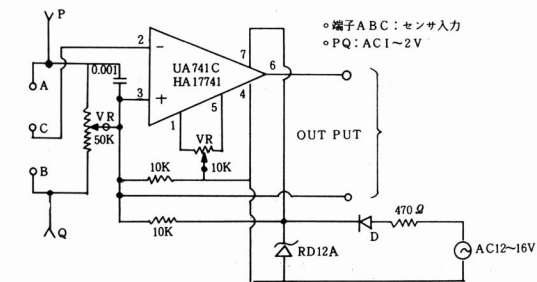 P
端子ABC：センサ入力
PQ：AC1～2V
2
7
UA741C
HA17741
6
4
0.001
3
5
A
VR
50K
C
1
VR
10K
OUT PUT
B
10K
10K
470Ω
D
Q
RD12A
AC12～16V